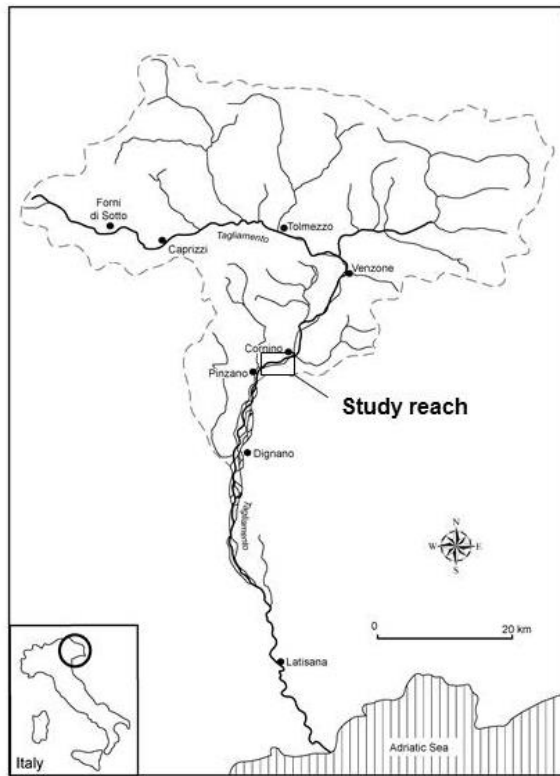 Forni
di Sotto
Caprizzi
Tagliamento
Tolmezzo
Venzone
Cornino
Pinzano
Study reach
Dignano
Tagliamento
N
W
E
S
0
20 km
Latisana
Adriatic Sea
Italy